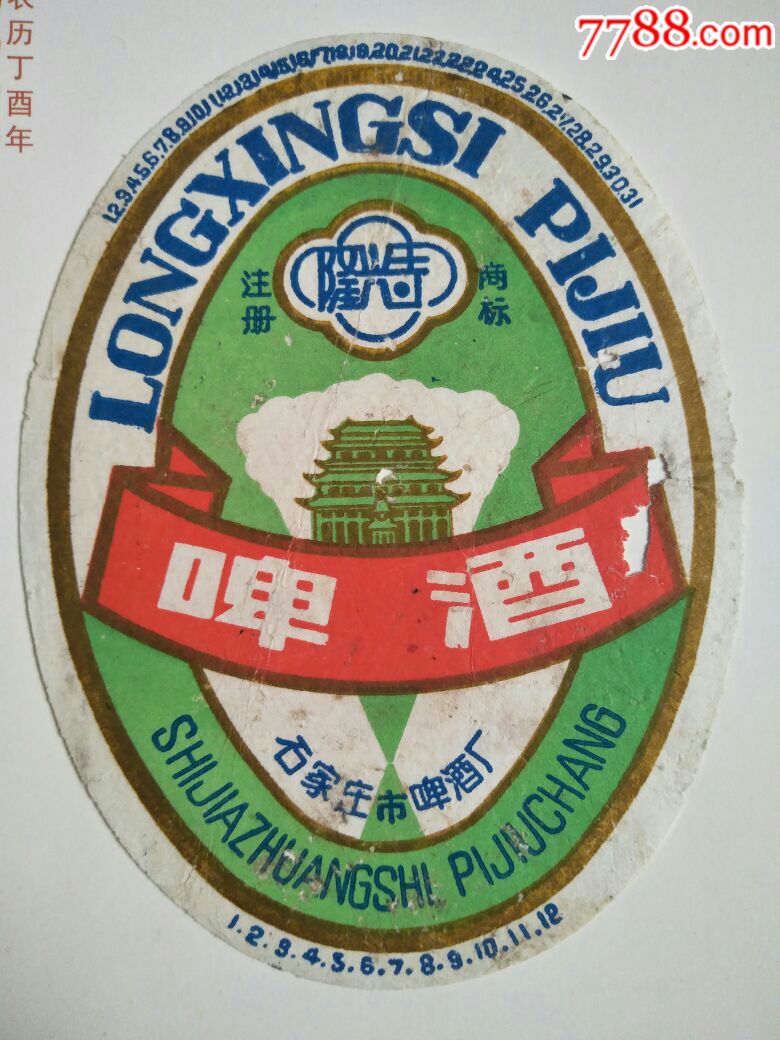 农历丁酉年
7788.com
1.2.3.4.5.6.7.8.9.10.11.12.13.14.15.16.17.18.19.20.21.22.23.24.25.26.27.28.29.30.31
LONGXINGSI PIJIU
隆兴寺
注册 商标
啤酒
石家庄市啤酒厂
SHIJIAZHUANGSHI PIJIUCHANG
1.2.3.4.5.6.7.8.9.10.11.12